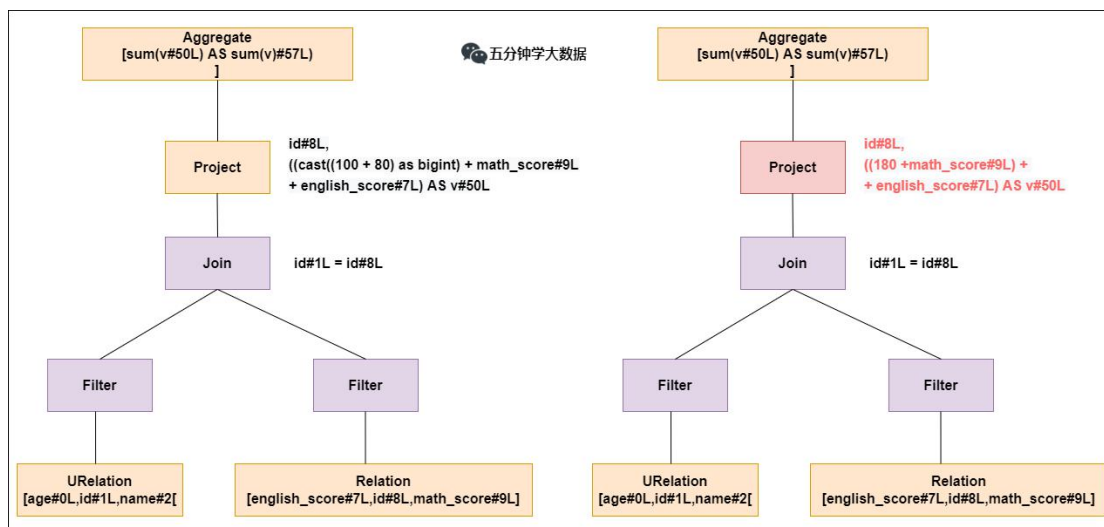 Aggregate
[sum(v#50L) AS sum(v)#57L)
]
五分钟学大数据
Aggregate
[sum(v#50L) AS sum(v)#57L)
]
Project
id#8L,
((cast((100 + 80) as bigint) + math_score#9L
+ english_score#7L) AS v#50L
Project
id#8L,
((180 +math_score#9L) +
+ english_score#7L) AS v#50L
Join
id#1L = id#8L
Join
id#1L = id#8L
Filter
Filter
Filter
Filter
URelation
[age#0L,id#1L,name#2[
Relation
[english_score#7L,id#8L,math_score#9L]
URelation
[age#0L,id#1L,name#2[
Relation
[english_score#7L,id#8L,math_score#9L]